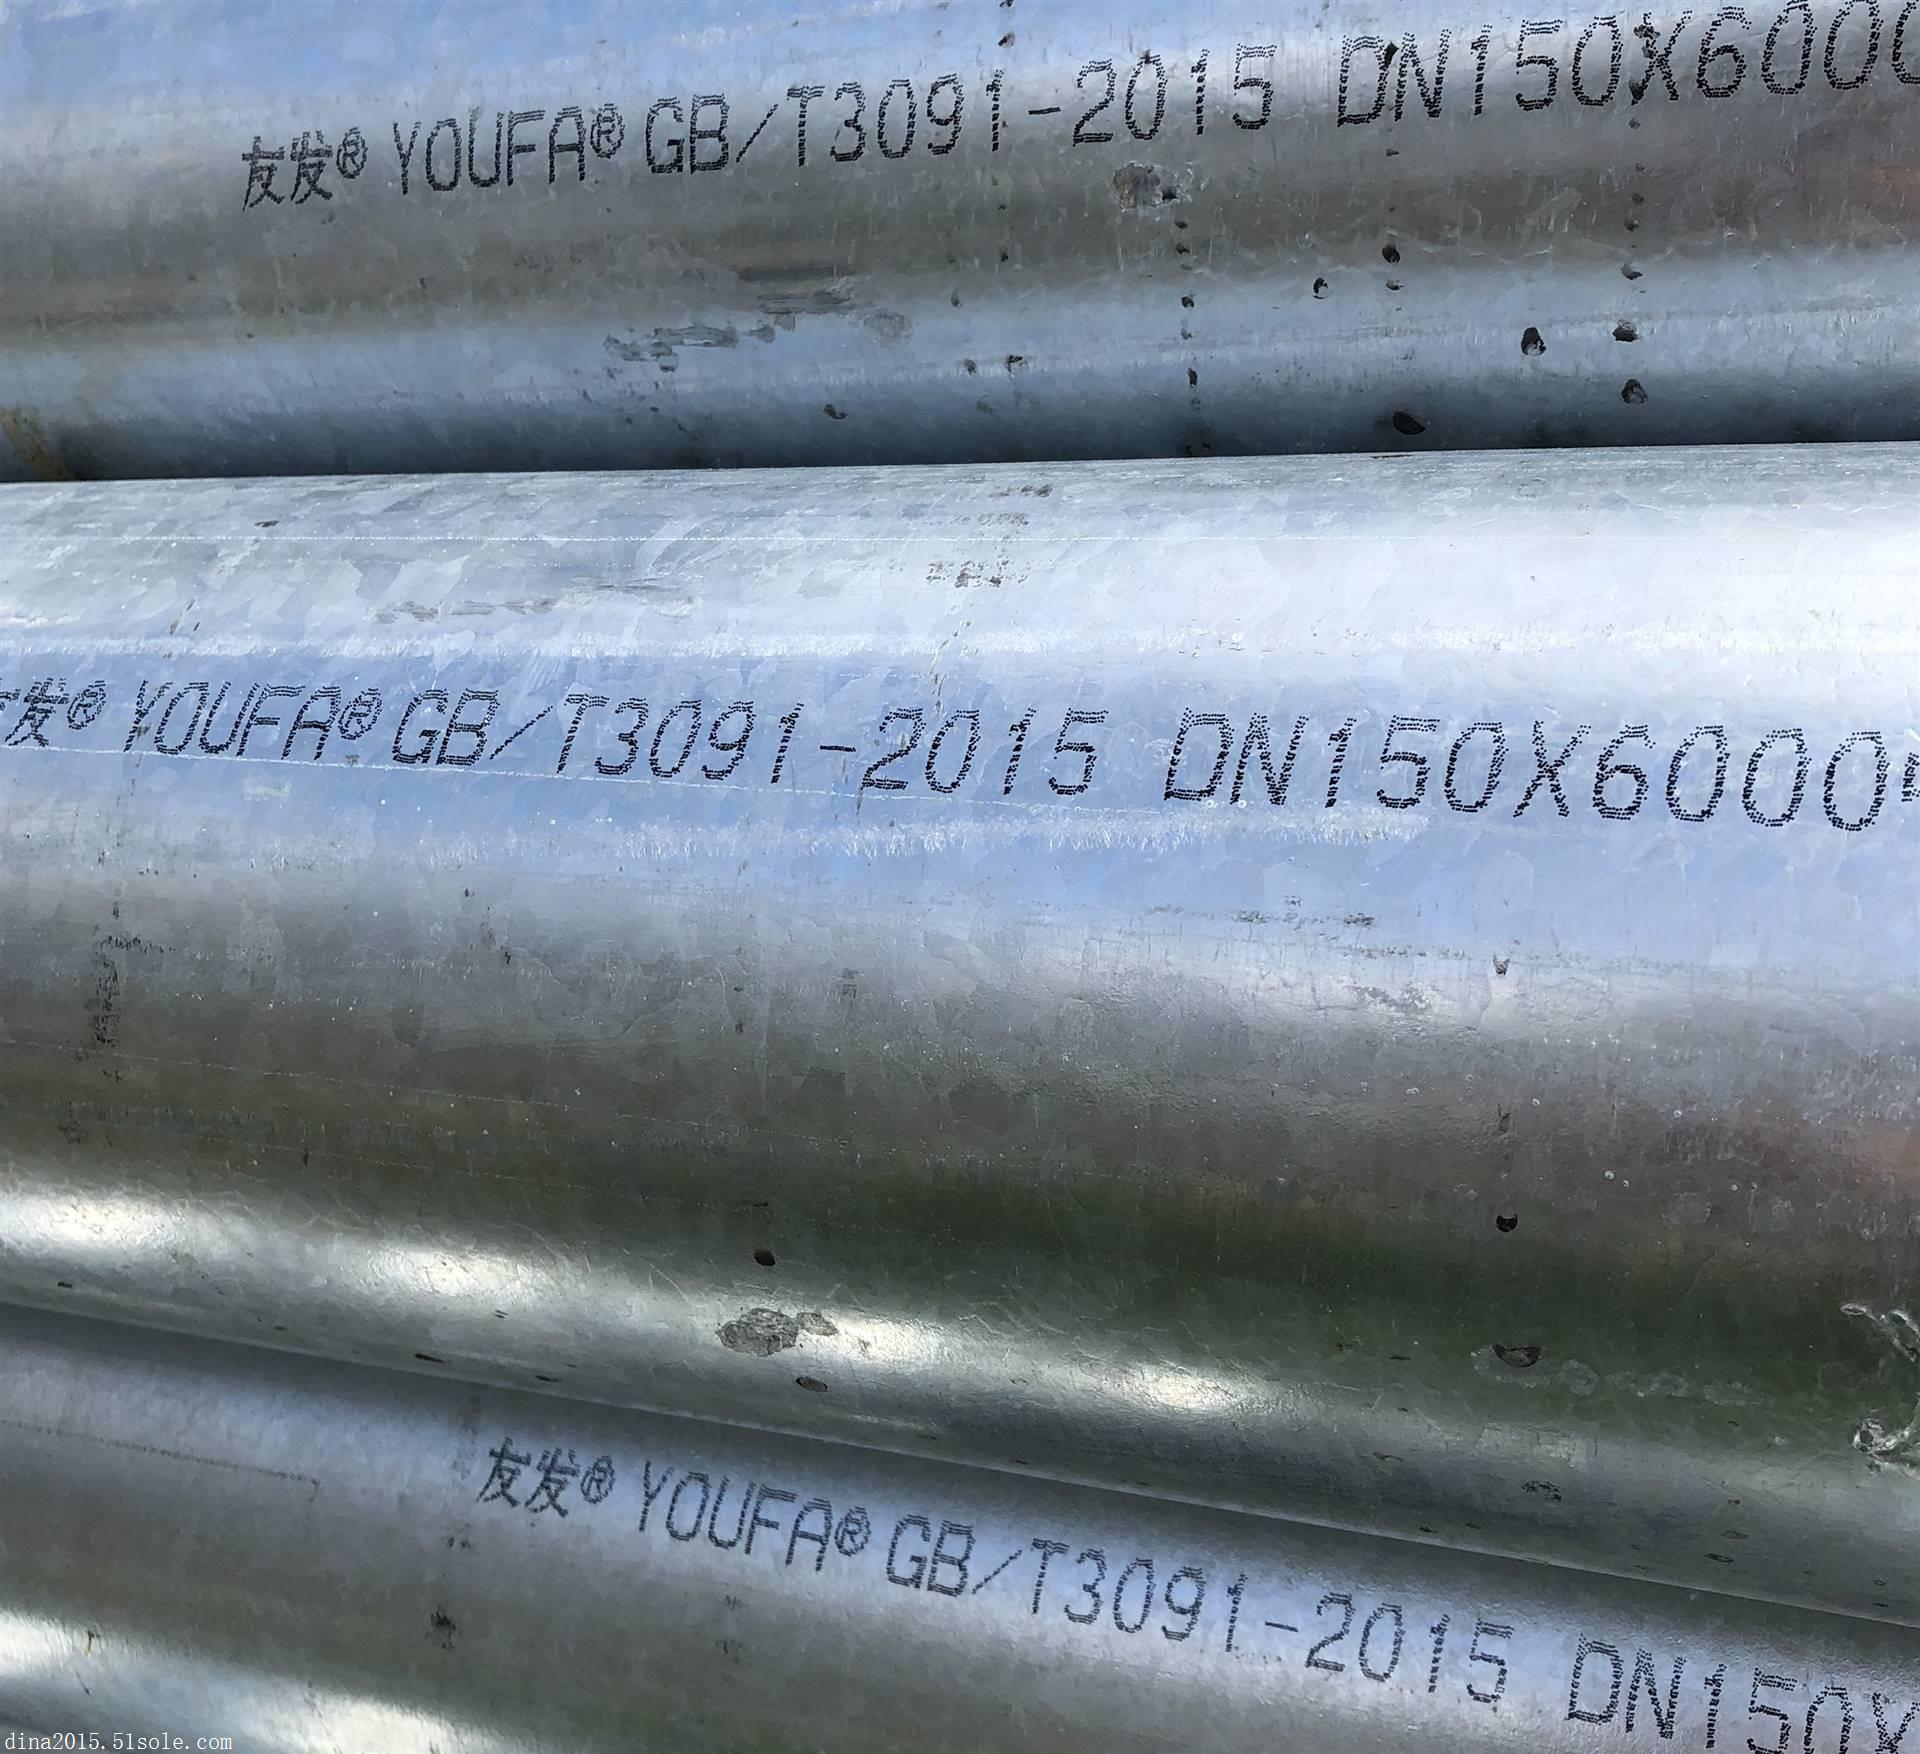 友发® YOUFA® GB/T3091-2015 DN150X6000
发® YOUFA® GB/T3091-2015 DN150X6000
友发® YOUFA® GB/T3091-2015 DN150X
dina2015.51sole.com